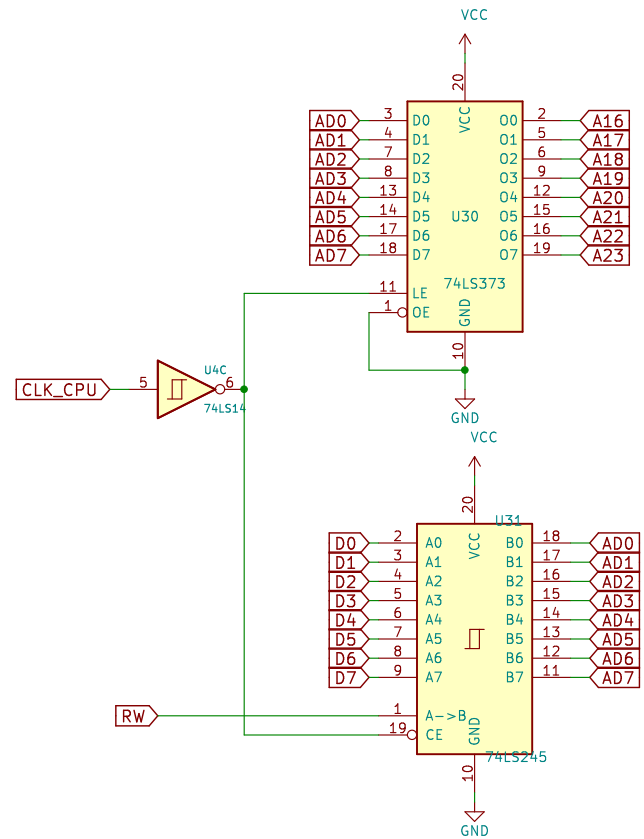 VCC
20
VCC
AD0 3 D0 O0 2 A16
AD1 4 D1 O1 5 A17
AD2 7 D2 O2 6 A18
AD3 8 D3 O3 9 A19
AD4 13 D4 O4 12 A20
AD5 14 D5 U30 O5 15 A21
AD6 17 D6 O6 16 A22
AD7 18 D7 O7 19 A23
74LS373
11 LE
1 OE
GND
10
GND
U4C
CLK_CPU 5 6
74LS14
VCC
20
U31
VCC
D0 2 A0 B0 18 AD0
D1 3 A1 B1 17 AD1
D2 4 A2 B2 16 AD2
D3 5 A3 B3 15 AD3
D4 6 A4 B4 14 AD4
D5 7 A5 B5 13 AD5
D6 8 A6 B6 12 AD6
D7 9 A7 B7 11 AD7
RW 1 A->B
19 CE
GND
74LS245
10
GND